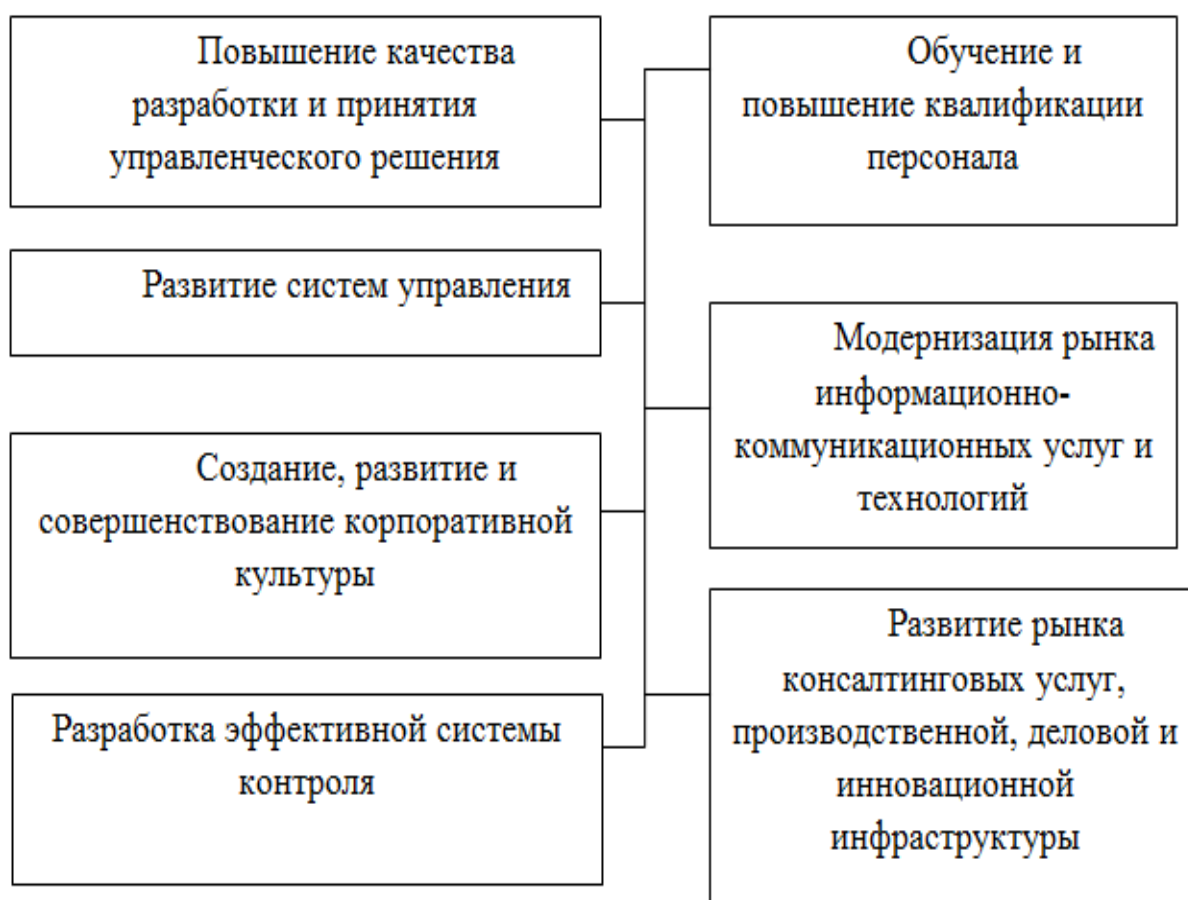 Повышение качества
разработки и принятия
управленческого решения
Развитие систем управления
Создание, развитие и
совершенствование корпоративной
культуры
Разработка эффективной системы
контроля
Обучение и
повышение квалификации
персонала
Модернизация рынка
информационно-
коммуникационных услуг и
технологий
Развитие рынка
консалтинговых услуг,
производственной, деловой и
инновационной
инфраструктуры